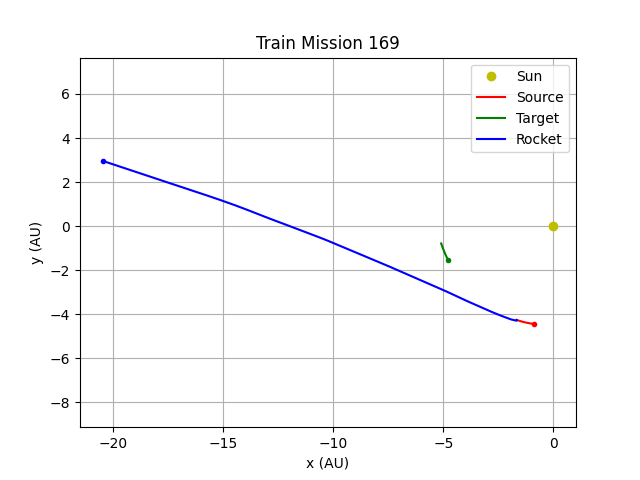 Train Mission 169
Sun
Source
Target
Rocket
6
4
2
0
−2
−4
−6
−8
y (AU)
−20
−15
−10
−5
0
x (AU)